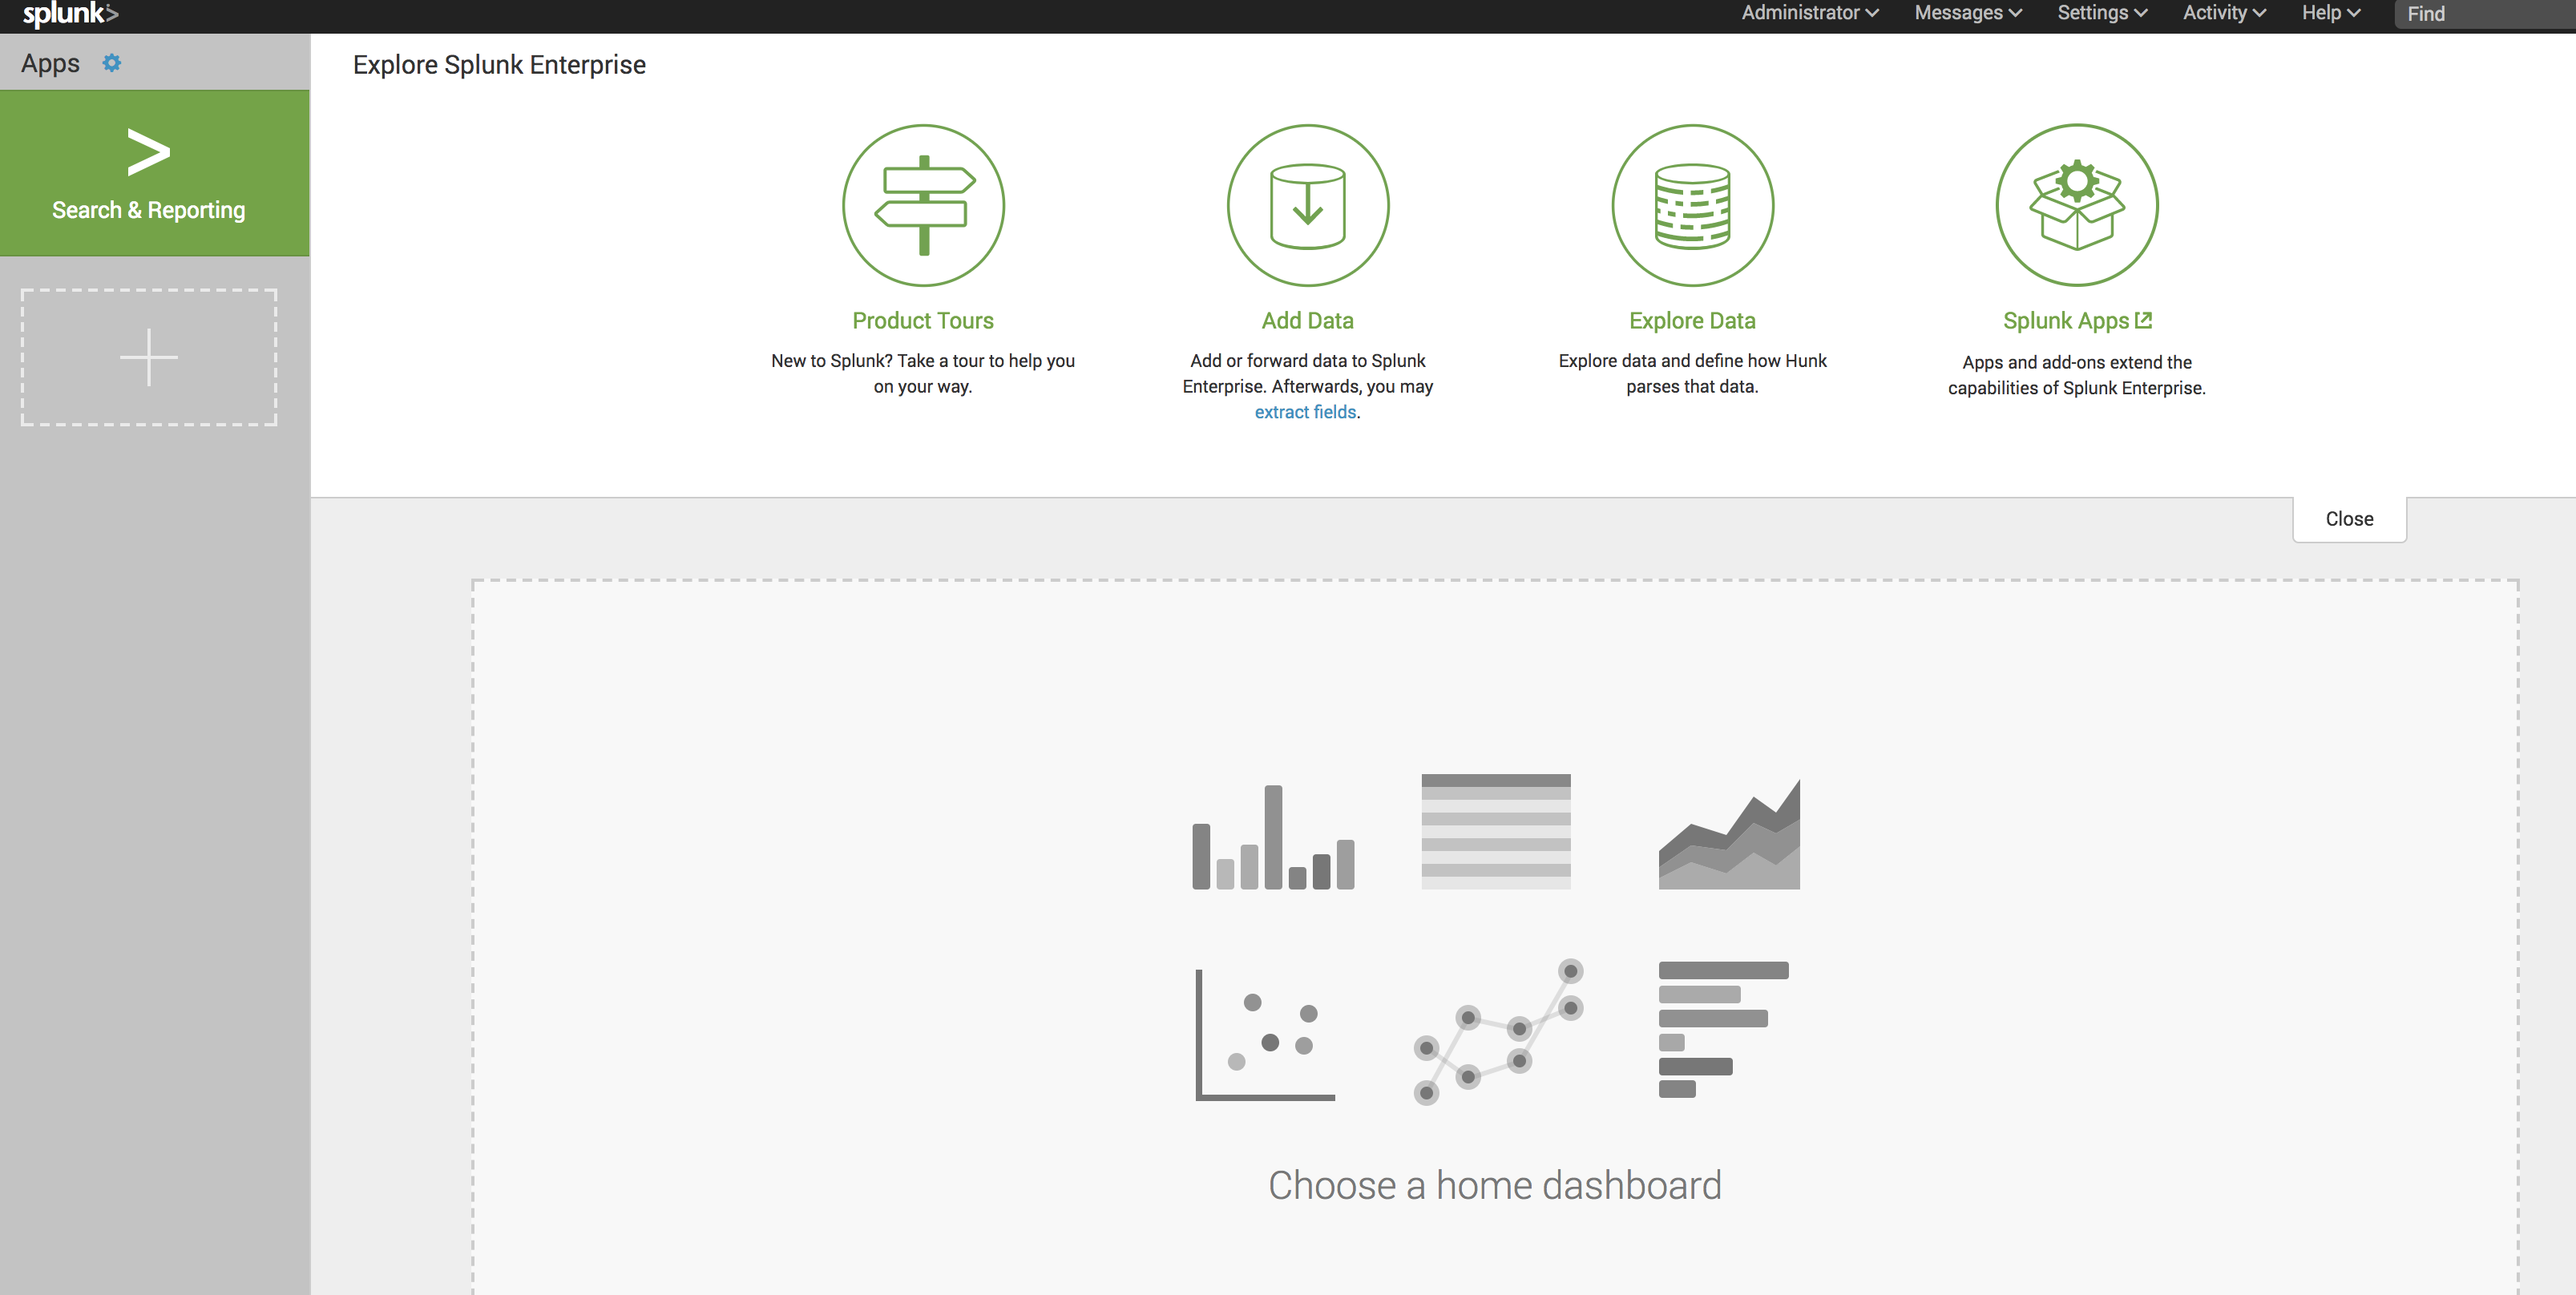 splunk>
Administrator Messages Settings Activity Help Find
Apps
Explore Splunk Enterprise
>
Search & Reporting
Product Tours
New to Splunk? Take a tour to help you
on your way.
Add Data
Add or forward data to Splunk
Enterprise. Afterwards, you may
extract fields.
Explore Data
Explore data and define how Hunk
parses that data.
Splunk Apps
Apps and add-ons extend the
capabilities of Splunk Enterprise.
Close
Choose a home dashboard